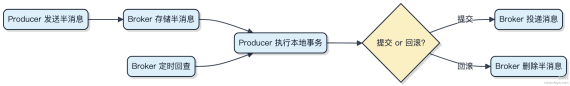 Producer 发送半消息
Broker 存储半消息
Broker 定时回查
Producer 执行本地事务
提交 or 回滚?
提交
回滚
Broker 投递消息
Broker 删除半消息